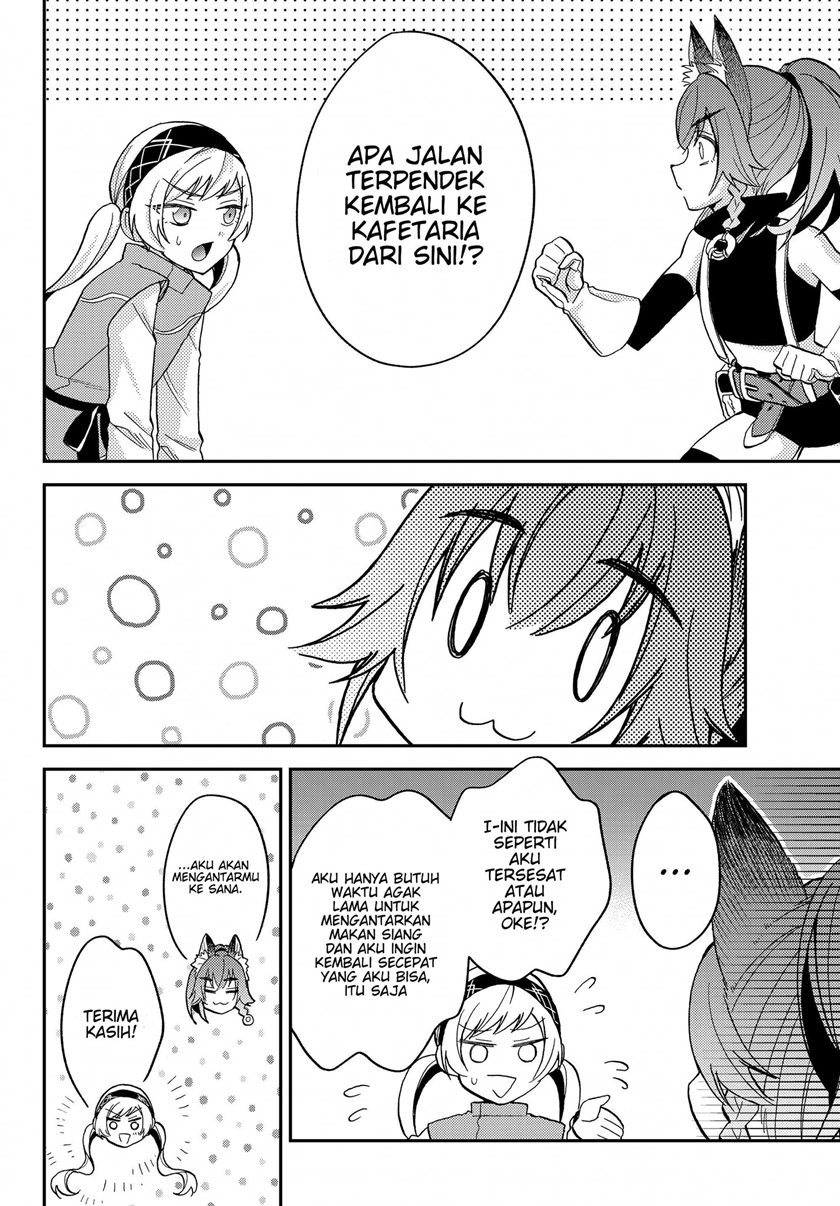 APA JALAN
TERPENDEK
KEMBALI KE
KAFETARIA
DARI SINI!?
...
I-INI TIDAK
SEPERTI
AKU
TERSESAT
ATAU
APAPUN,
OKE!?
AKU HANYA BUTUH
WAKTU AGAK
LAMA UNTUK
MENGANTARKAN
MAKAN SIANG
DAN AKU INGIN
KEMBALI SECEPAT
YANG AKU BISA,
ITU SAJA
...AKU AKAN
MENGANTARMU
KE SANA.
TERIMA
KASIH!